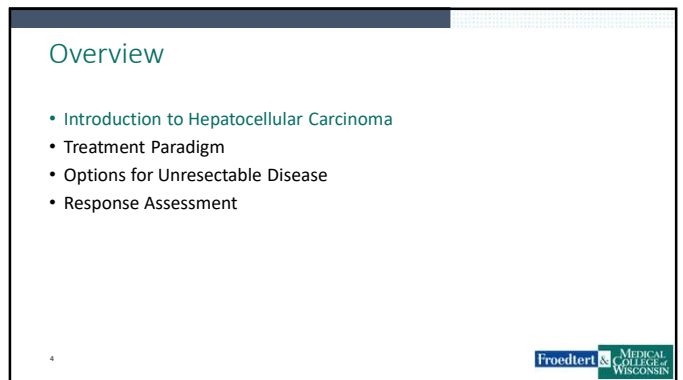 Overview
• Introduction to Hepatocellular Carcinoma
• Treatment Paradigm
• Options for Unresectable Disease
• Response Assessment
4
Froedtert & MEDICAL
COLLEGE of
WISCONSIN